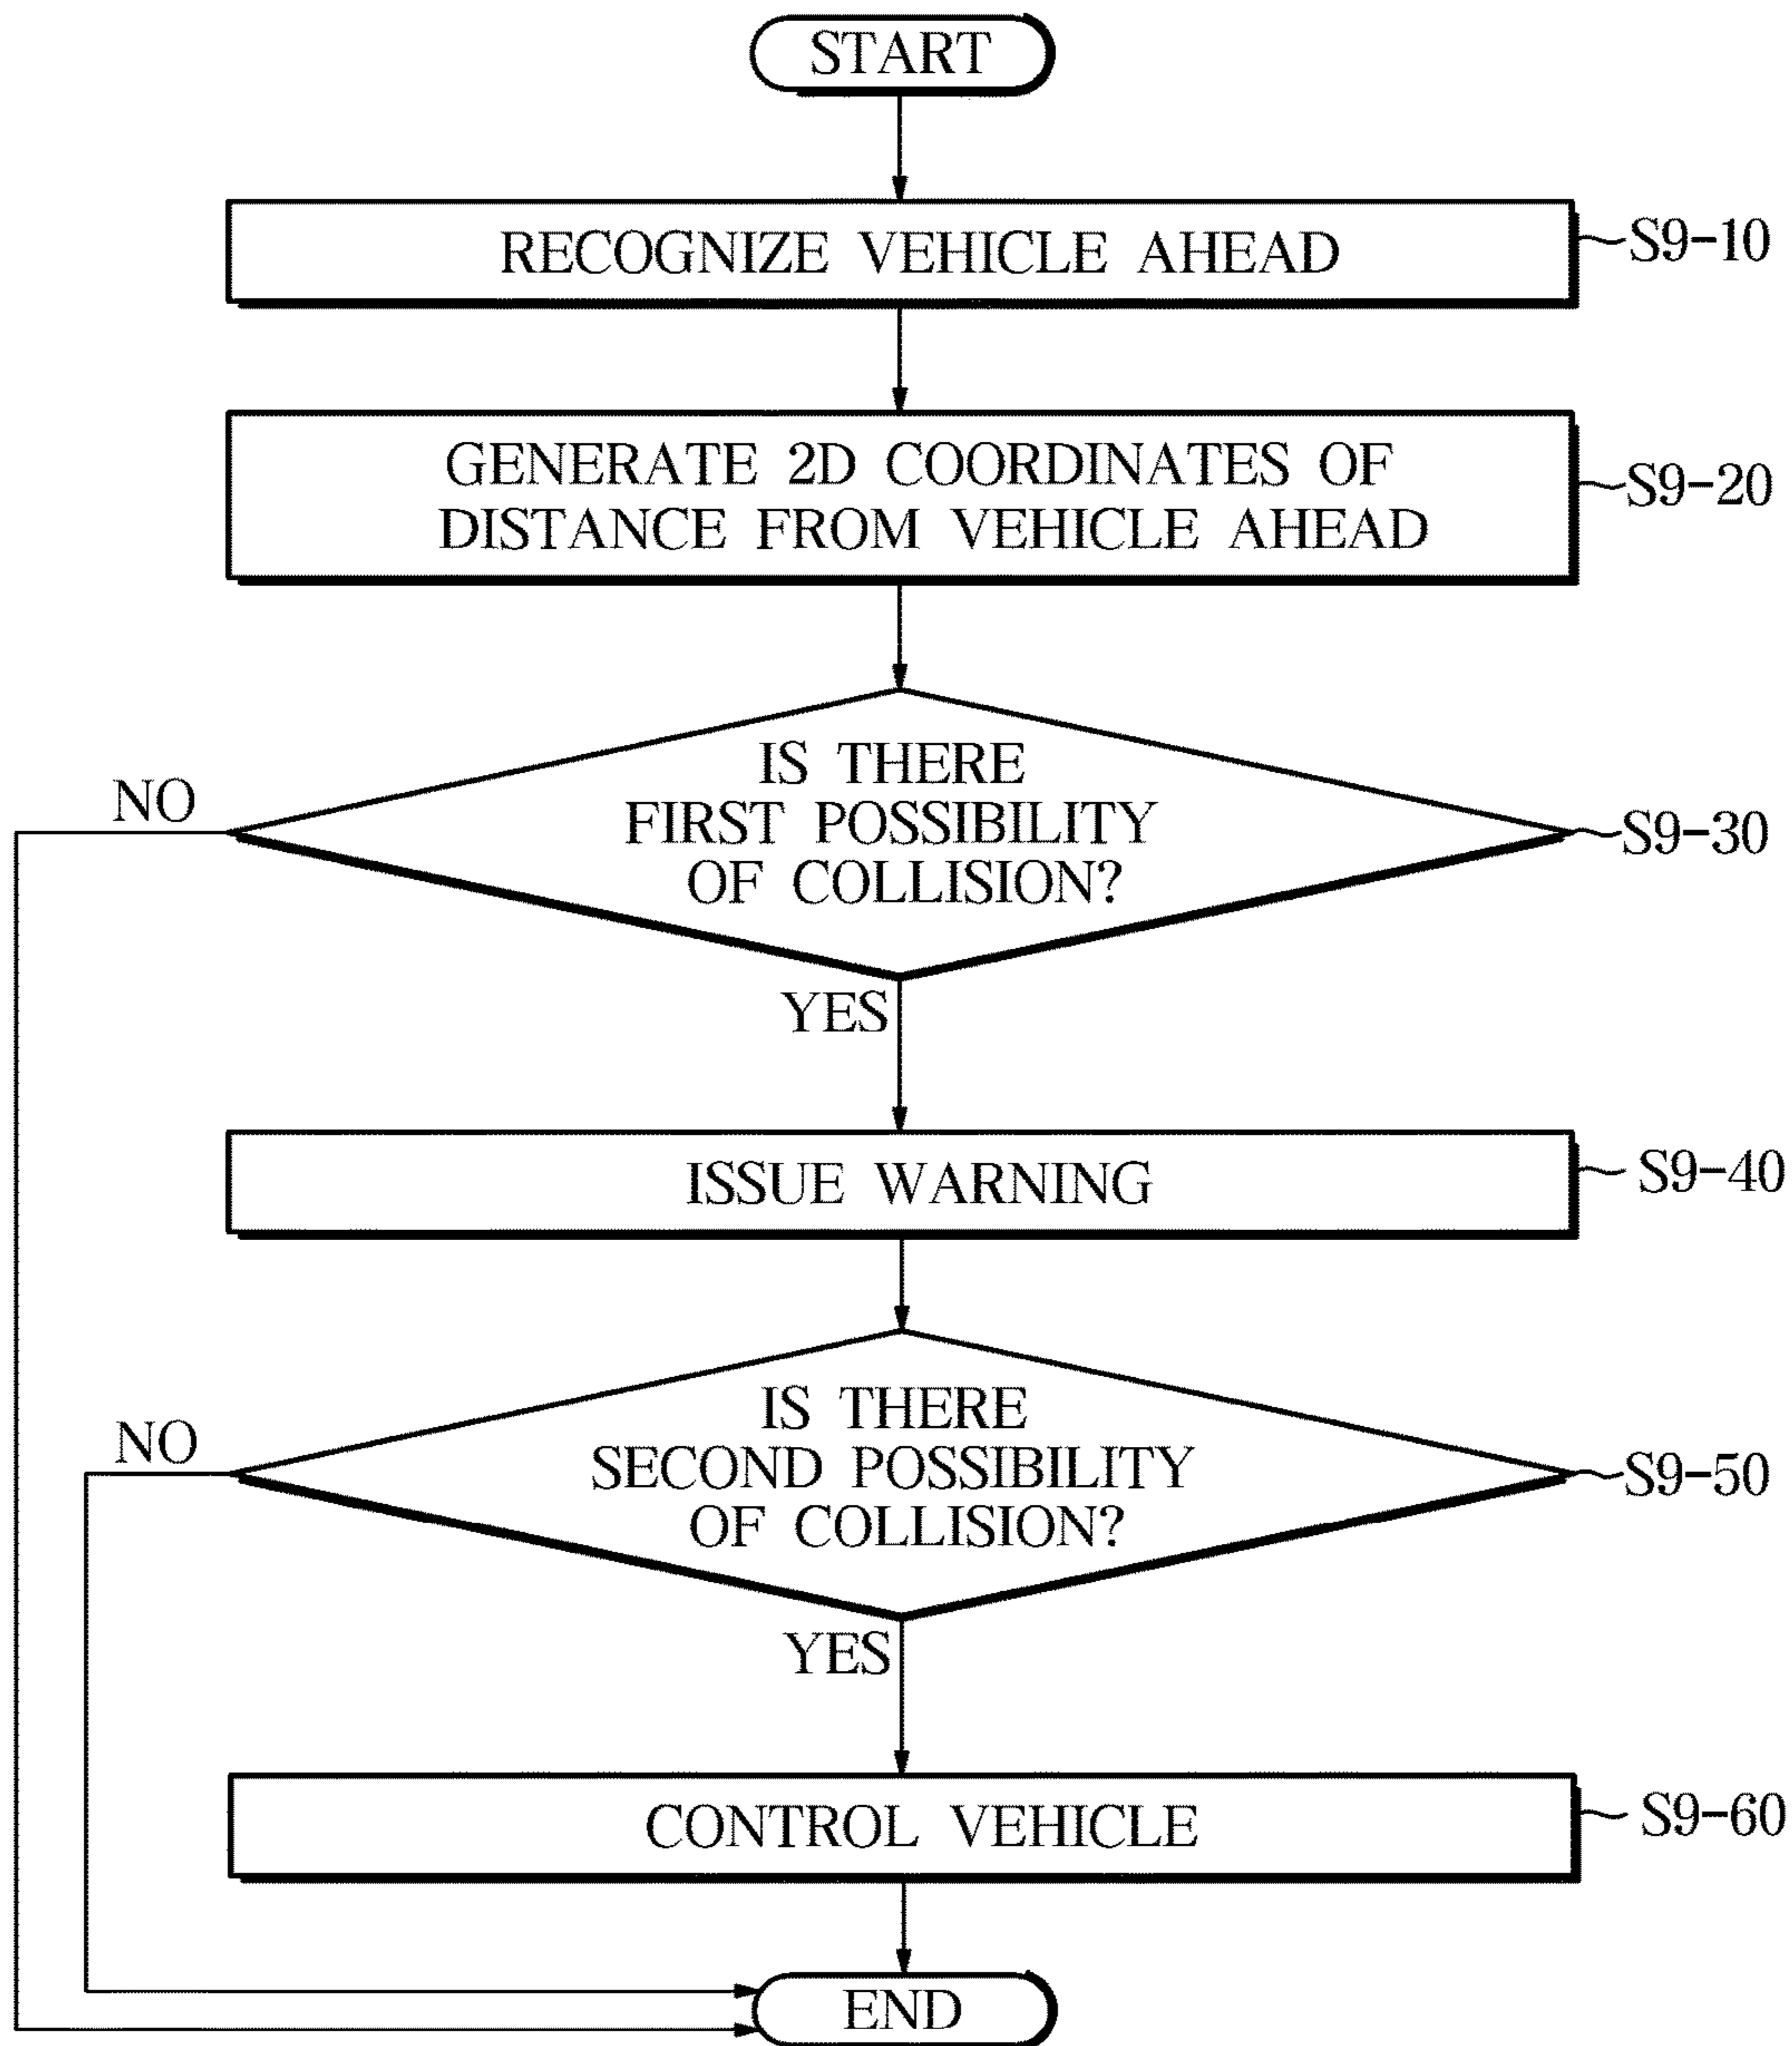 START
RECOGNIZE VEHICLE AHEAD
S9-10
GENERATE 2D COORDINATES OF
DISTANCE FROM VEHICLE AHEAD
S9-20
IS THERE
FIRST POSSIBILITY
OF COLLISION?
NO
S9-30
YES
ISSUE WARNING
S9-40
IS THERE
SECOND POSSIBILITY
OF COLLISION?
NO
S9-50
YES
CONTROL VEHICLE
S9-60
END